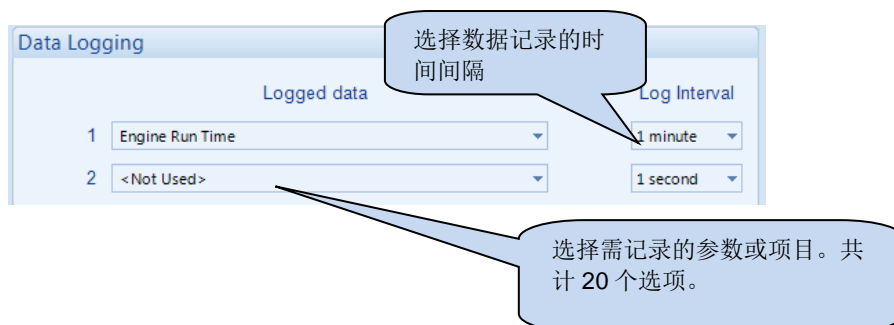 Data Logging
选择数据记录的时
间间隔
Logged data
Log Interval
1 Engine Run Time 1 minute
2 <Not Used> 1 second
选择需记录的参数或项目。共
计 20 个选项。